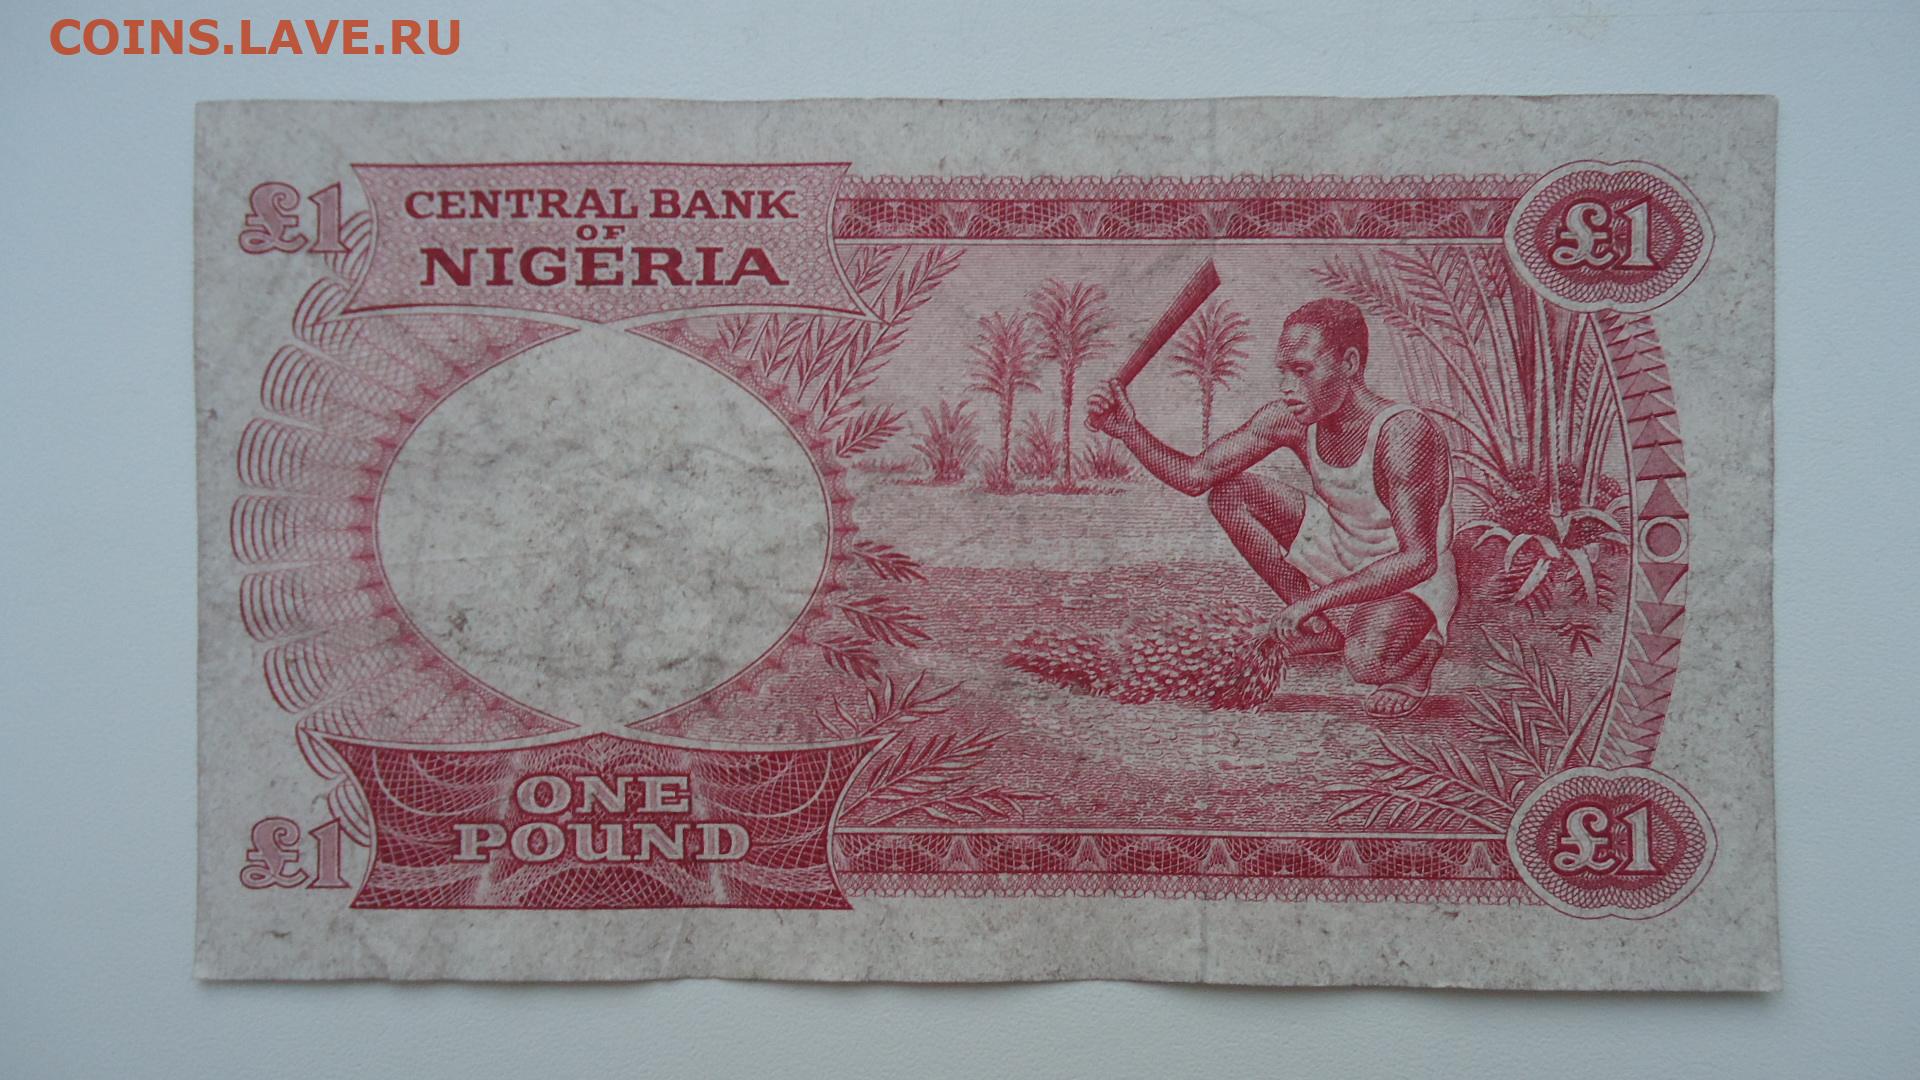 COINS.LAVE.RU
£1
CENTRAL BANK
OF
NIGERIA
£1
ONE
POUND
£1
£1